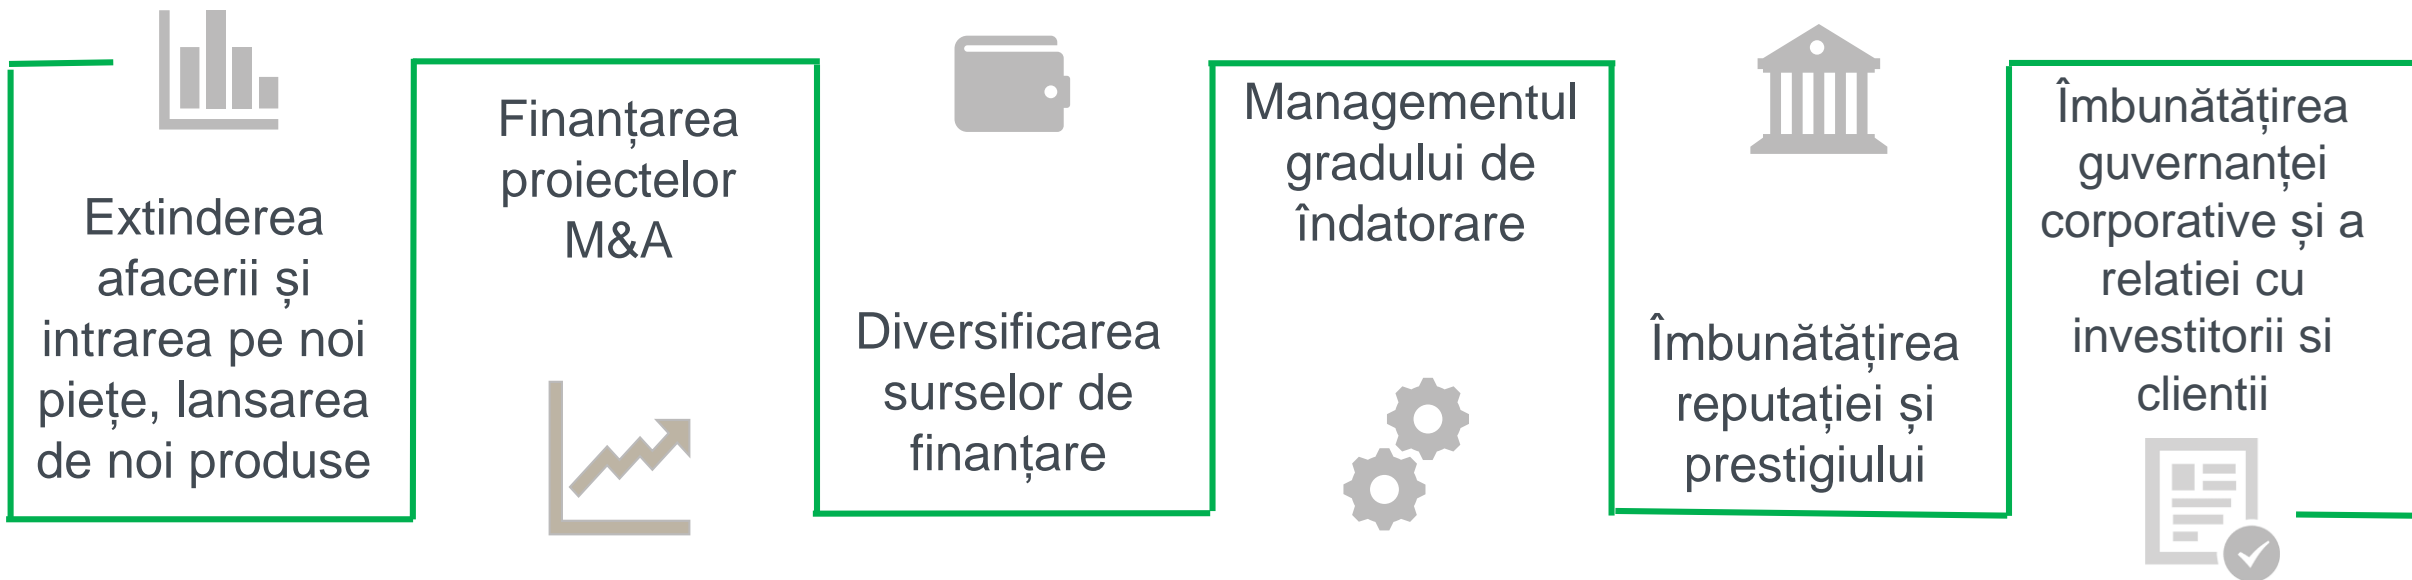 Extinderea
afacerii și
intrarea pe noi
piețe, lansarea
de noi produse
Finanțarea
proiectelor
M&A
Diversificarea
surselor de
finanțare
Managementul
gradului de
îndatorare
Îmbunătățirea
reputației și
prestigiului
Îmbunătățirea
guvernanței
corporative și a
relatiei cu
investitorii si
clientii